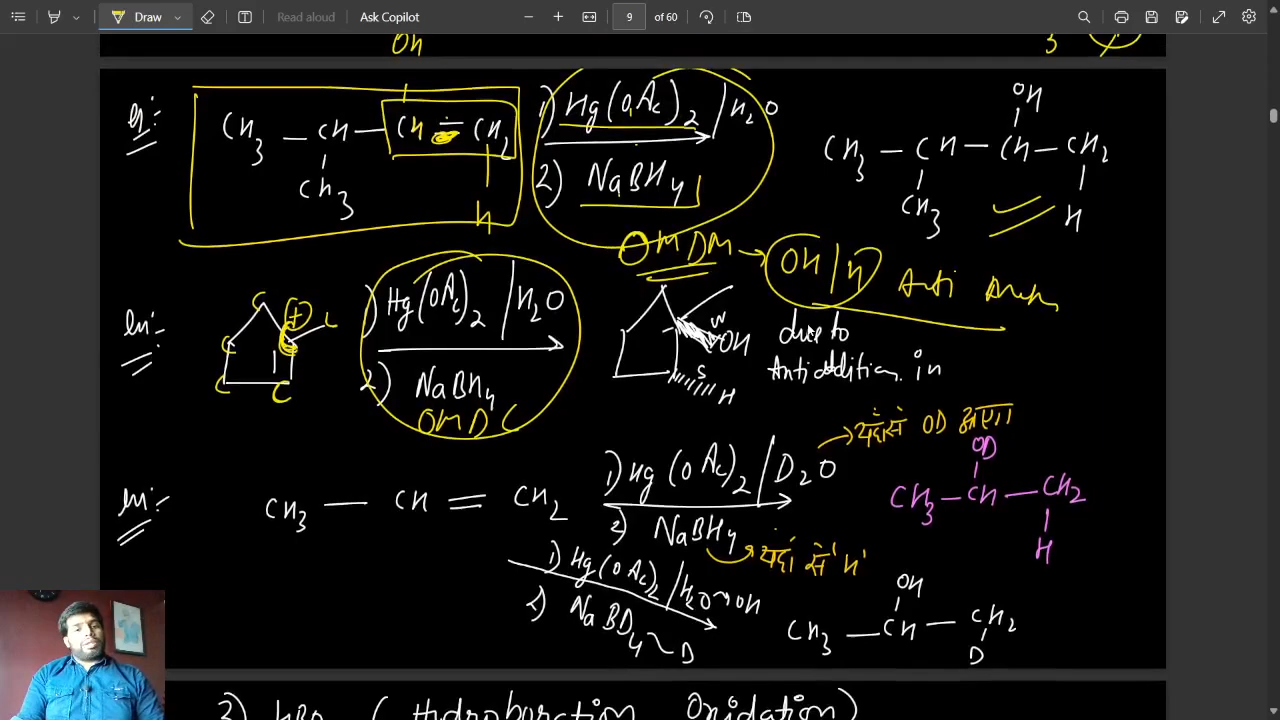 Draw
Read aloud
Ask Copilot
9 of 60
OH
3
1) Hg(OAc)2 / H2O
CH3 — CH — CH = CH2
CH3
H
2) NaBH4
OH
CH3 — CH — CH — CH2
CH3
H
OMDM → OH/H Anti
C C C C
+
1) Hg(OAc)2 / H2O
2) NaBH4
OMDC
OH
H
due to
Anti addition in
CH3 — CH = CH2
1) Hg(OAc)2 / D2O
2) NaBH4
यहाँ से OD आएगा
यहाँ से 'H'
OD
CH3 — CH — CH2
H
1) Hg(OAc)2 / H2O → OH
2) NaBD4 D
OH
CH3 — CH — CH2
D
3) HBO (Hydroborction Oxidation)